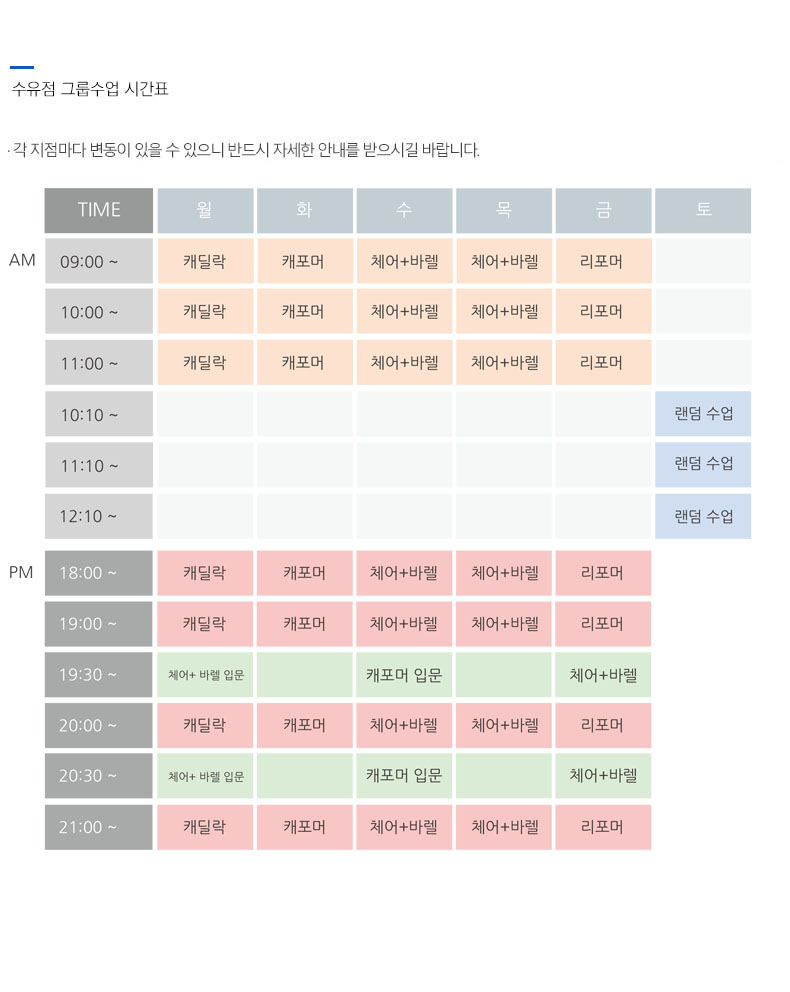 수유점 그룹수업 시간표
· 각 지점마다 변동이 있을 수 있으니 반드시 자세한 안내를 받으시길 바랍니다.
TIME 월 화 수 목 금 토
AM 09:00 ~ 캐딜락 캐포머 체어+바렐 체어+바렐 리포머
10:00 ~ 캐딜락 캐포머 체어+바렐 체어+바렐 리포머
11:00 ~ 캐딜락 캐포머 체어+바렐 체어+바렐 리포머
10:10 ~ 랜덤 수업
11:10 ~ 랜덤 수업
12:10 ~ 랜덤 수업
PM 18:00 ~ 캐딜락 캐포머 체어+바렐 체어+바렐 리포머
19:00 ~ 캐딜락 캐포머 체어+바렐 체어+바렐 리포머
19:30 ~ 체어+ 바렐 입문 캐포머 입문 체어+바렐
20:00 ~ 캐딜락 캐포머 체어+바렐 체어+바렐 리포머
20:30 ~ 체어+ 바렐 입문 캐포머 입문 체어+바렐
21:00 ~ 캐딜락 캐포머 체어+바렐 체어+바렐 리포머